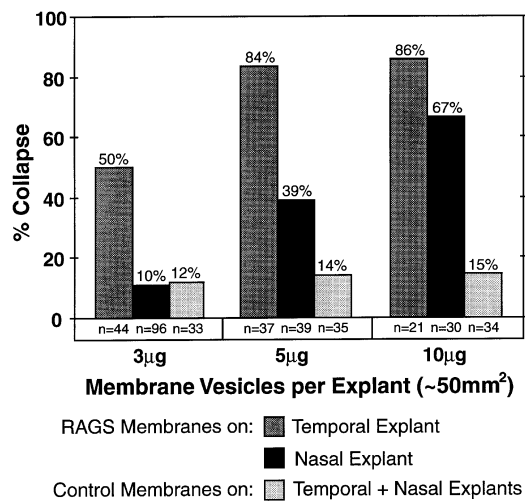 100
80
60
40
20
0
% Collapse
50%
10%
12%
84%
39%
14%
86%
67%
15%
n=44 n=96 n=33
n=37 n=39 n=35
n=21 n=30 n=34
3µg
5µg
10µg
Membrane Vesicles per Explant (~50mm²)
RAGS Membranes on: Temporal Explant
Nasal Explant
Control Membranes on: Temporal + Nasal Explants